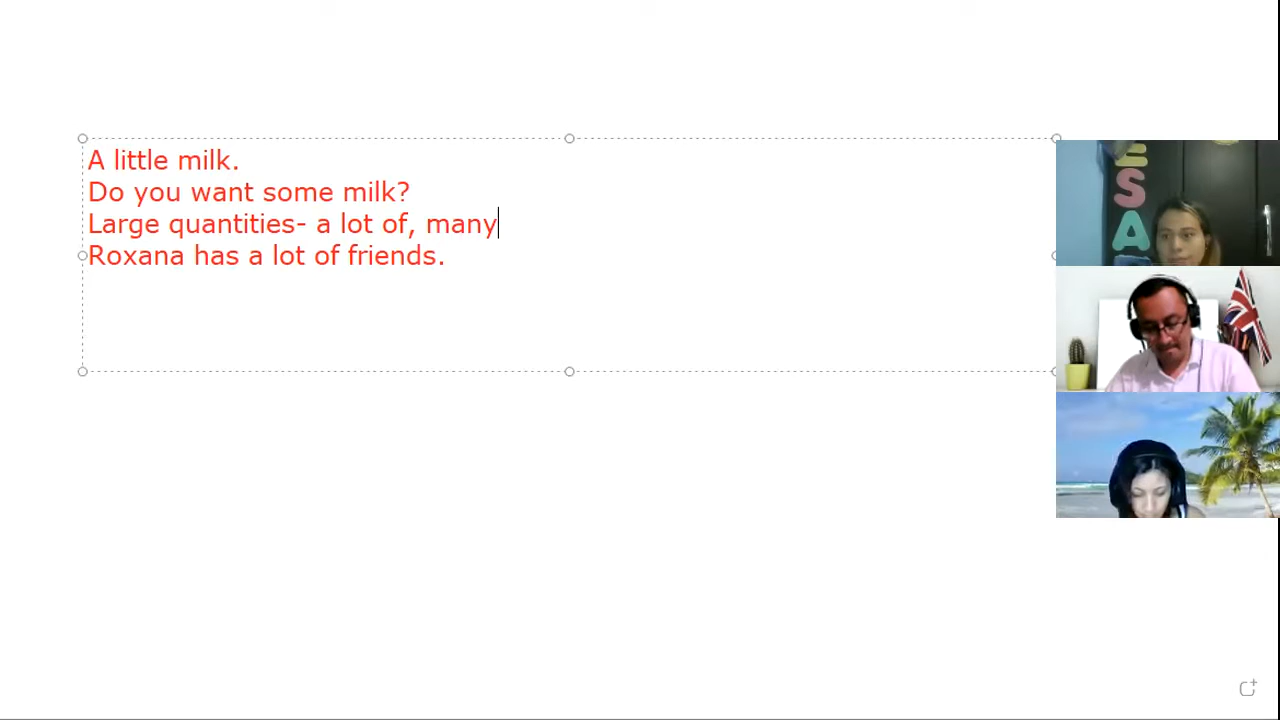 A little milk.
Do you want some milk?
Large quantities- a lot of, many
Roxana has a lot of friends.
E
S
A